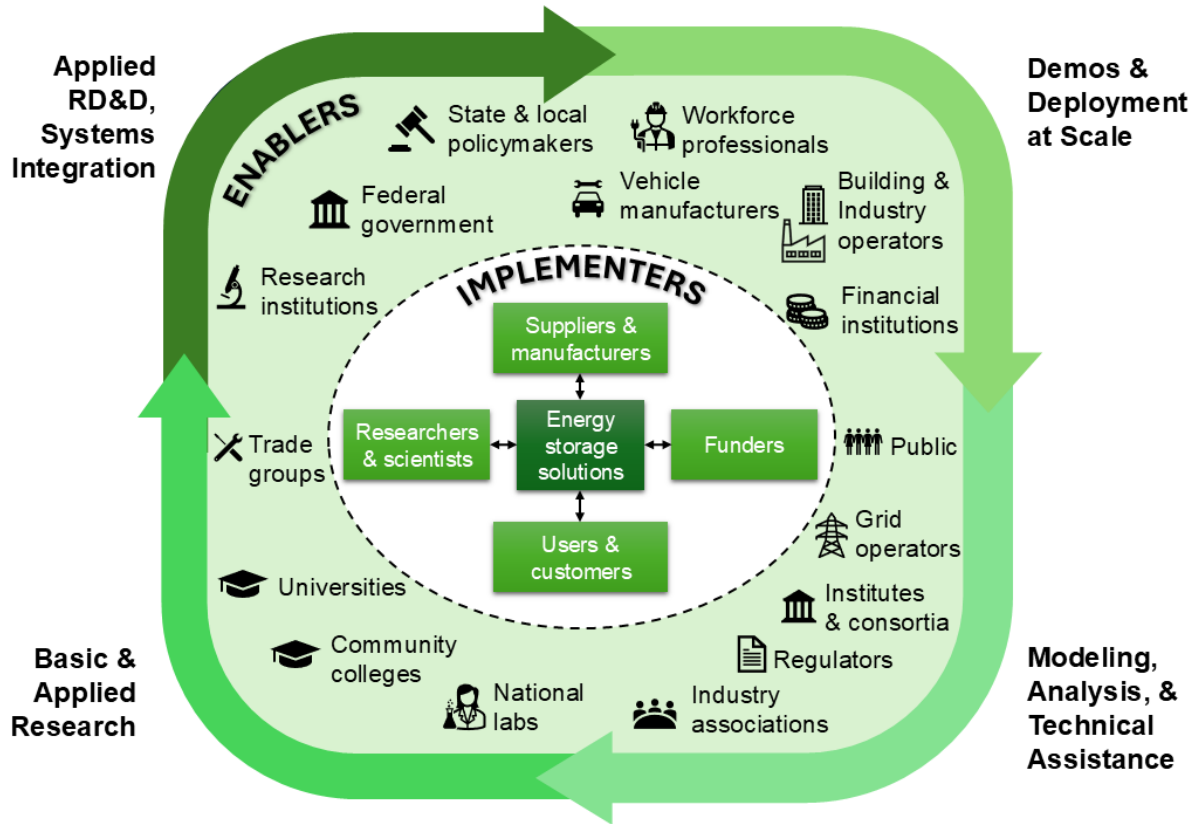 Applied
RD&D,
Systems
Integration
Demos &
Deployment
at Scale
ENABLERS
State & local
policymakers
Workforce
professionals
Federal
government
Vehicle
manufacturers
Building &
Industry
operators
Research
institutions
Financial
institutions
IMPLEMENTERS
Suppliers &
manufacturers
Researchers
& scientists
Energy
storage
solutions
Funders
Users &
customers
Trade
groups
Public
Grid
operators
Universities
Institutes
& consortia
Community
colleges
Regulators
National
labs
Industry
associations
Basic &
Applied
Research
Modeling,
Analysis, &
Technical
Assistance